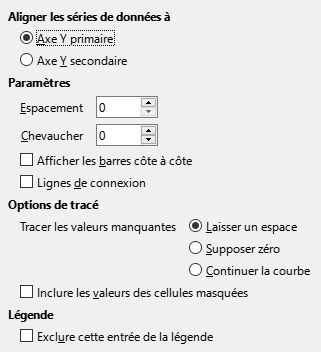 Aligner les séries de données à
Axe Y primaire
Axe Y secondaire
Paramètres
Espacement 0
Chevaucher 0
Afficher les barres côte à côte
Lignes de connexion
Options de tracé
Tracer les valeurs manquantes Laisser un espace
Supposer zéro
Continuer la courbe
Inclure les valeurs des cellules masquées
Légende
Exclure cette entrée de la légende